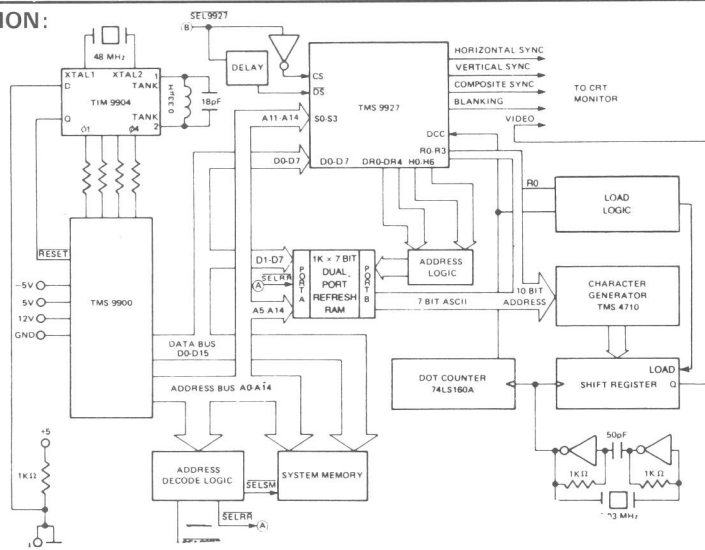 ION:
48 MHz
XTAL1 XTAL2
D
TIM 9904
Q
TANK 1
TANK 2
0.33μH
18pF
ϕ1 ϕ4
RESET
TMS 9900
-5V
5V
12V
GND
+5
1KΩ
SEL9927
B
DELAY
CS
DS
TMS 9927
A11-A14
S0-S3
D0-D7
D0-D7
DR0-DR4
H0-H6
DCC
R0-R3
HORIZONTAL SYNC
VERTICAL SYNC
COMPOSITE SYNC
BLANKING
VIDEO
TO CRT
MONITOR
R0
LOAD
LOGIC
D1-D7
SELRR
A
A5-A14
PORT A
1K × 7 BIT
DUAL
PORT
REFRESH
RAM
PORT B
ADDRESS
LOGIC
7 BIT ASCII
10 BIT
ADDRESS
CHARACTER
GENERATOR
TMS 4710
DATA BUS
D0-D15
ADDRESS BUS A0-A14
DOT COUNTER
74LS160A
LOAD
SHIFT REGISTER
Q
ADDRESS
DECODE LOGIC
SELSM
SYSTEM MEMORY
SELRR
A
50pF
1KΩ
1KΩ
MHz